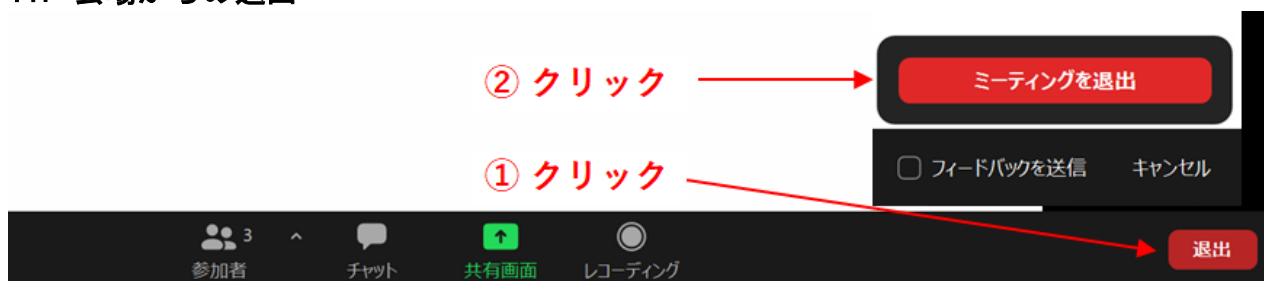 ② クリック
ミーティングを退出
① クリック
フィードバックを送信 キャンセル
3
参加者 チャット 共有画面 レコーディング
退出